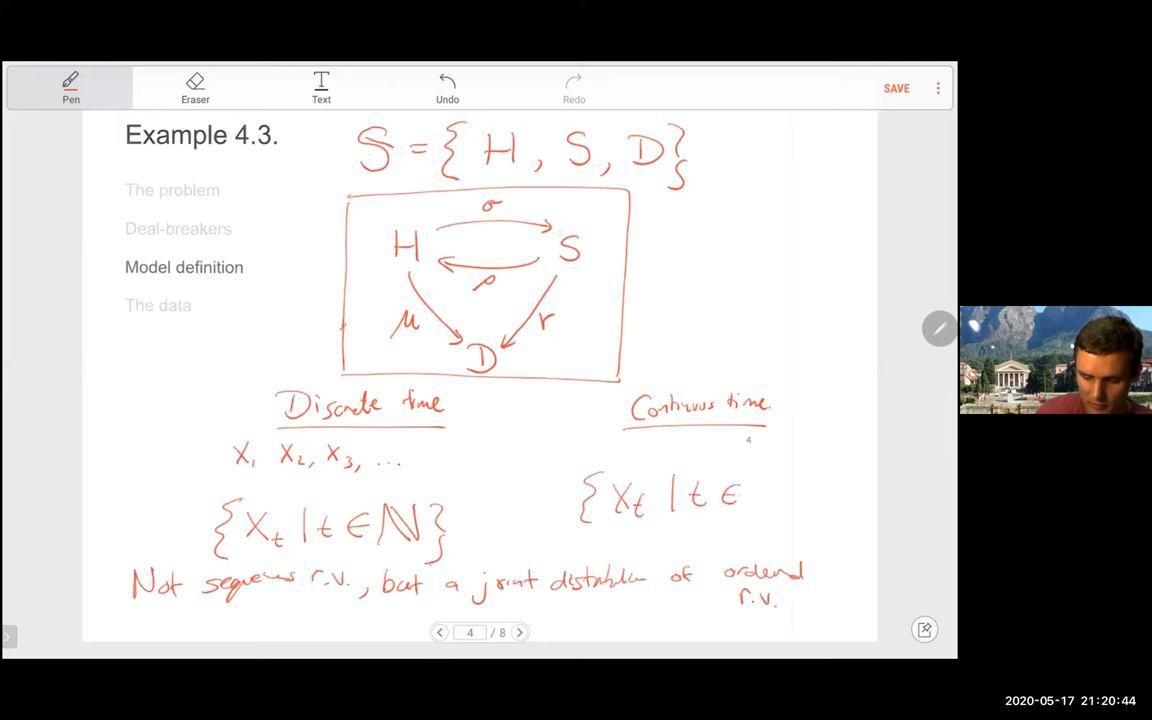 Pen Eraser Text Undo Redo SAVE
Example 4.3.
S = { H, S, D }
The problem
Deal-breakers
Model definition
The data
σ
H S
ρ
μ r
D
Discrete time
Continuous time.
4
X₁ X₂, X₃, ...
{ Xₜ | t ∈ ℕ }
{ Xₜ | t ∈
Not sequences r.v., but a joint distribution of ordered
r.v.
4 / 8
2020-05-17 21:20:44